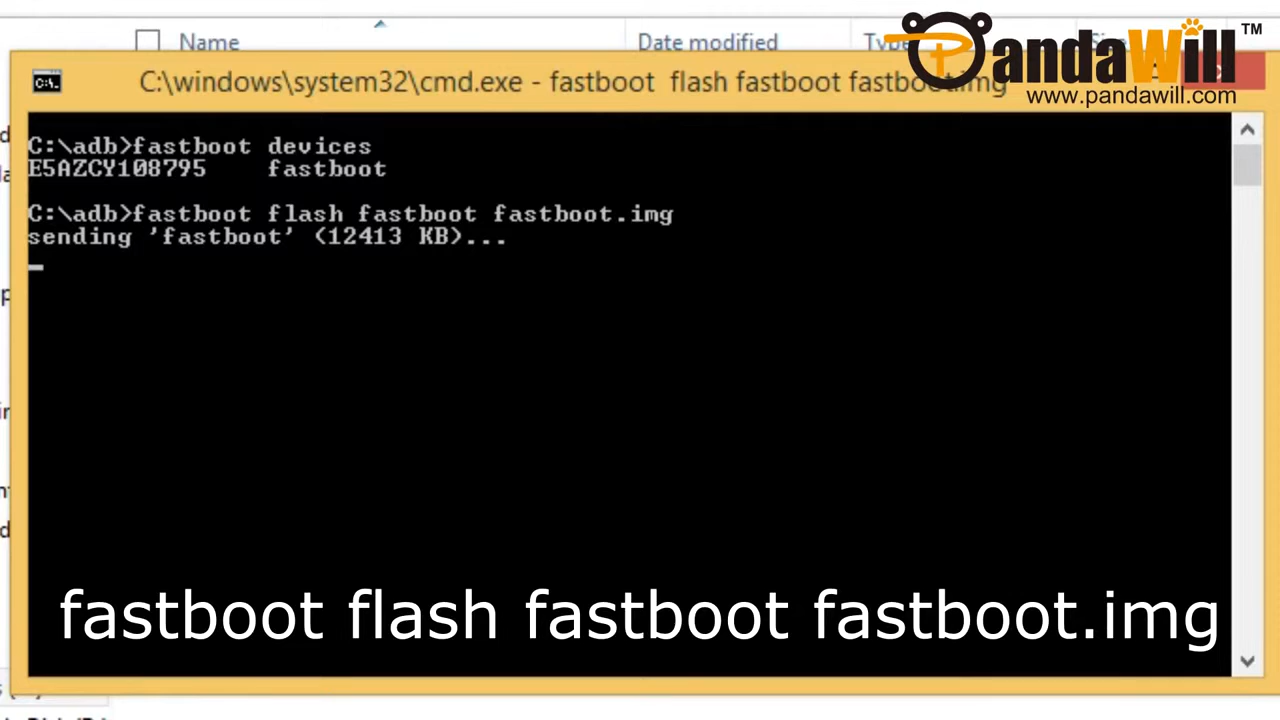 Name
Date modified
PandaWill™
www.pandawill.com
C:\windows\system32\cmd.exe - fastboot  flash fastboot fastboot.img
C:\adb>fastboot devices
E5AZCY108795    fastboot
C:\adb>fastboot flash fastboot fastboot.img
sending 'fastboot' (12413 KB)...
fastboot flash fastboot fastboot.img